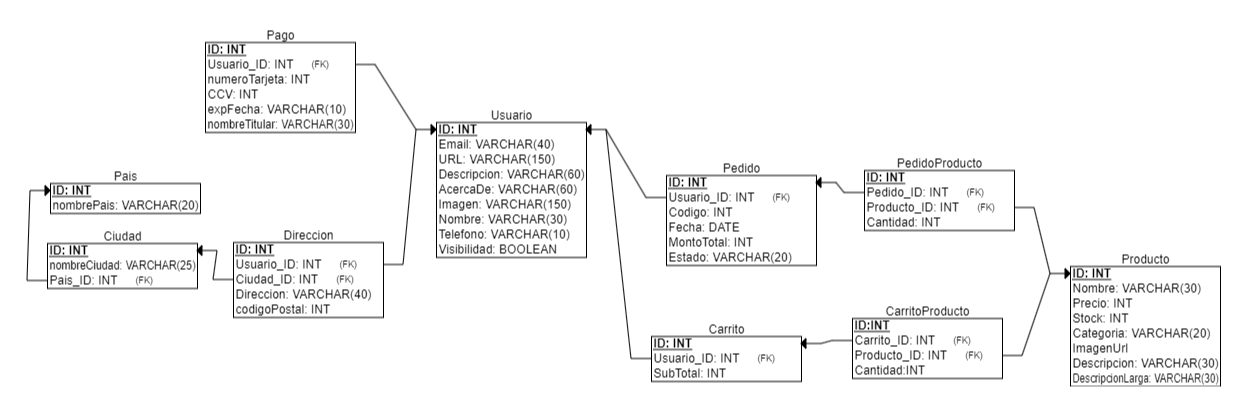 Pago
ID: INT
Usuario_ID: INT (FK)
numeroTarjeta: INT
CCV: INT
expFecha: VARCHAR(10)
nombreTitular: VARCHAR(30)
Pais
ID: INT
nombrePais: VARCHAR(20)
Ciudad
ID: INT
nombreCiudad: VARCHAR(25)
Pais_ID: INT (FK)
Direccion
ID: INT
Usuario_ID: INT (FK)
Ciudad_ID: INT (FK)
Direccion: VARCHAR(40)
codigoPostal: INT
Usuario
ID: INT
Email: VARCHAR(40)
URL: VARCHAR(150)
Descripcion: VARCHAR(60)
AcercaDe: VARCHAR(60)
Imagen: VARCHAR(150)
Nombre: VARCHAR(30)
Telefono: VARCHAR(10)
Visibilidad: BOOLEAN
Pedido
ID: INT
Usuario_ID: INT (FK)
Codigo: INT
Fecha: DATE
MontoTotal: INT
Estado: VARCHAR(20)
PedidoProducto
ID: INT
Pedido_ID: INT (FK)
Producto_ID: INT (FK)
Cantidad: INT
Carrito
ID: INT
Usuario_ID: INT (FK)
SubTotal: INT
CarritoProducto
ID:INT
Carrito_ID: INT (FK)
Producto_ID: INT (FK)
Cantidad:INT
Producto
ID: INT
Nombre: VARCHAR(30)
Precio: INT
Stock: INT
Categoria: VARCHAR(20)
ImagenUrl
Descripcion: VARCHAR(30)
DescripcionLarga: VARCHAR(30)